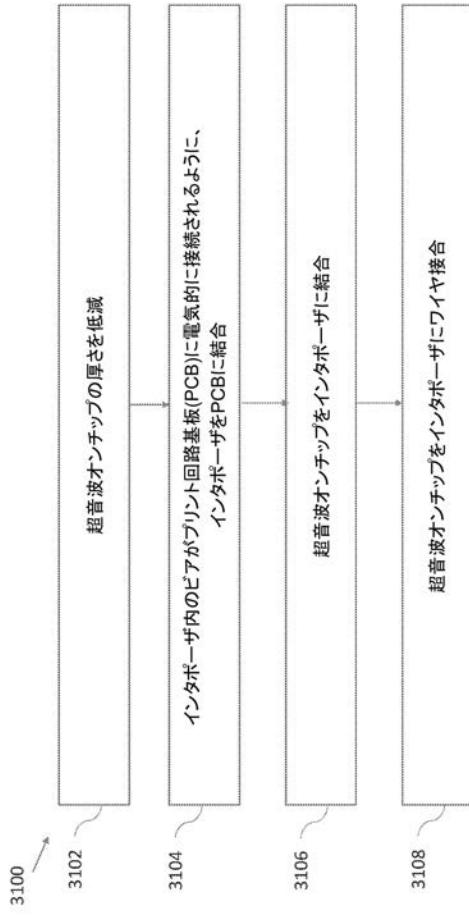 3100
3102
超音波オンチップの厚さを低減
3104
インタポーザ内のビアがプリント回路基板(PCB)に電気的に接続されるように、
インタポーザをPCBに結合
3106
超音波オンチップをインタポーザに結合
3108
超音波オンチップをインタポーザにワイヤ接合